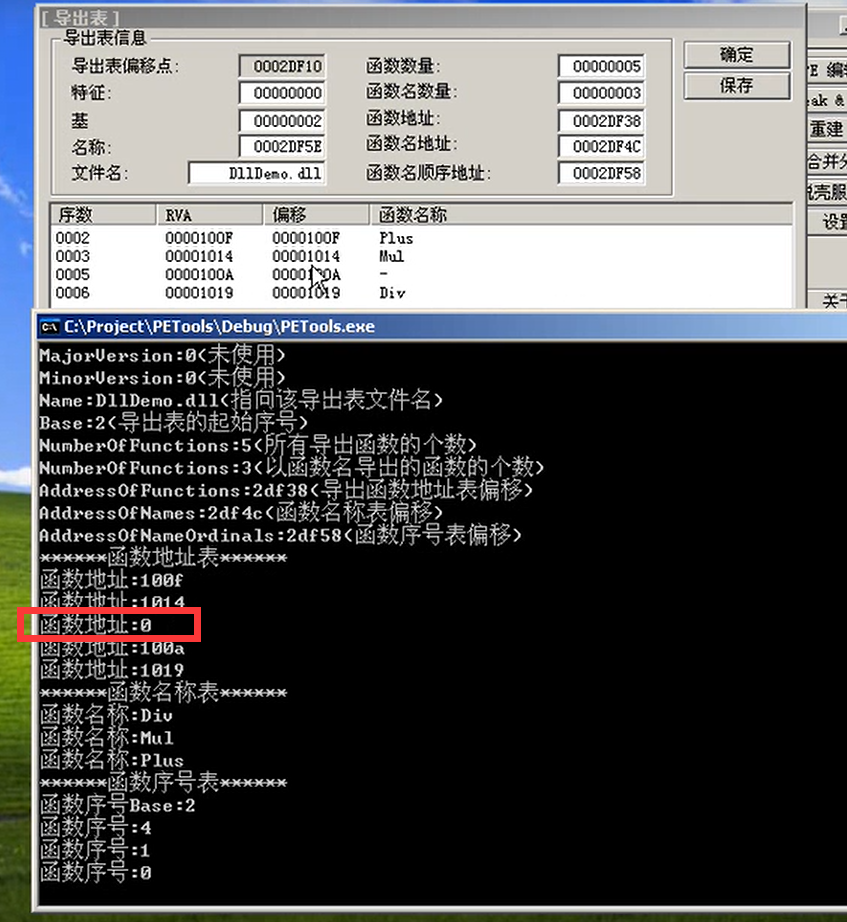 [ 导出表 ]
导出表信息
导出表偏移点: 0002DF10 函数数量: 00000005 确定
特征: 00000000 函数名数量: 00000003 保存
基 00000002 函数地址: 0002DF38
名称: 0002DF5E 函数名地址: 0002DF4C
文件名: DllDemo.dll 函数名顺序地址: 0002DF58
序数 RVA 偏移 函数名称
0002 0000100F 0000100F Plus
0003 00001014 00001014 Mul
0005 0000100A 0000100A -
0006 00001019 00001019 Div
重建
设置
C:\Project\PETools\Debug\PETools.exe
MajorVersion:0(未使用)
MinorVersion:0(未使用)
Name:DllDemo.dll(指向该导出表文件名)
Base:2(导出表的起始序号)
NumberOfFunctions:5(所有导出函数的个数)
NumberOfFunctions:3(以函数名导出的函数的个数)
AddressOfFunctions:2df38(导出函数地址表偏移)
AddressOfNames:2df4c(函数名称表偏移)
AddressOfNameOrdinals:2df58(函数序号表偏移)
******函数地址表******
函数地址:100f
函数地址:1014
函数地址:0
函数地址:100a
函数地址:1019
******函数名称表******
函数名称:Div
函数名称:Mul
函数名称:Plus
******函数序号表******
函数序号Base:2
函数序号:4
函数序号:1
函数序号:0